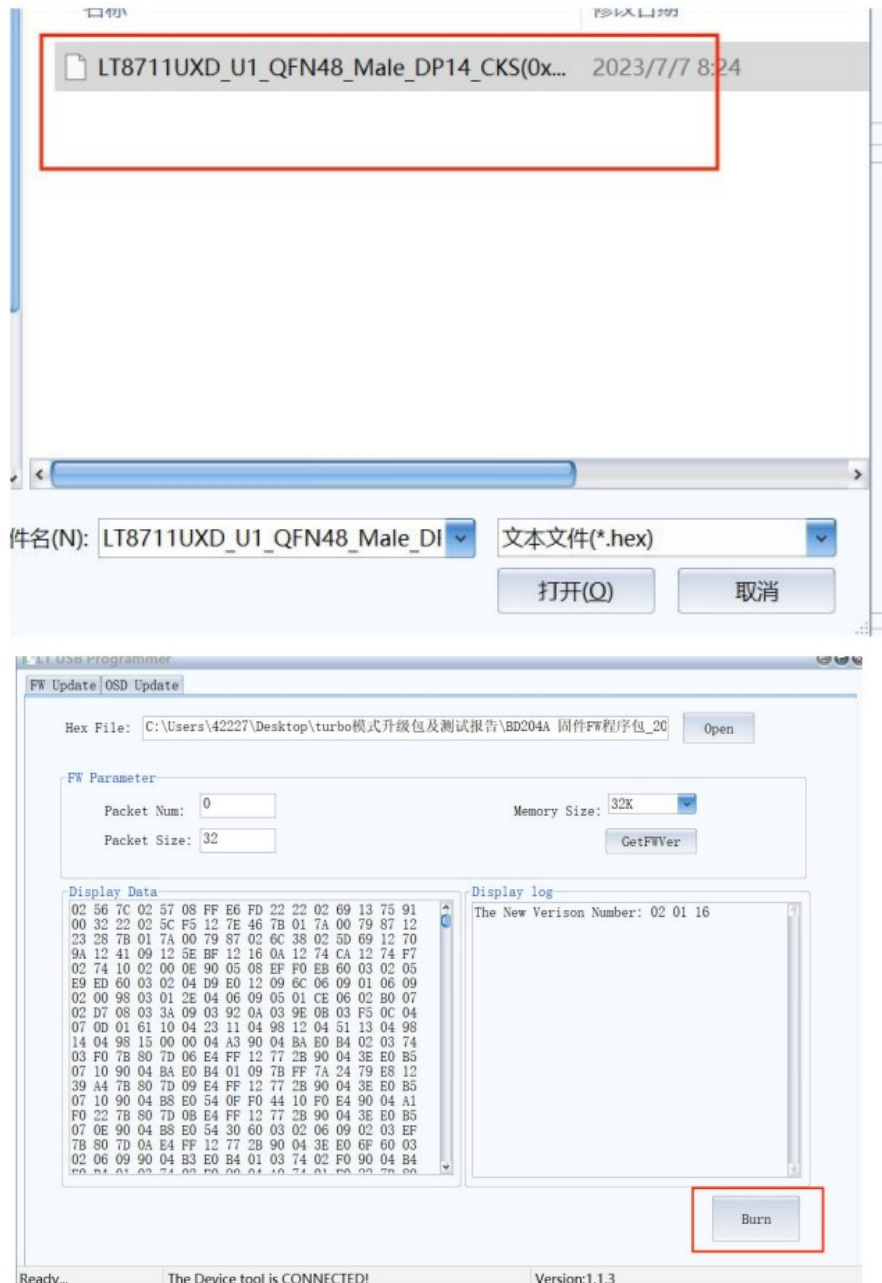 名称 修改日期
LT8711UXD_U1_QFN48_Male_DP14_CKS(0x... 2023/7/7 8:24
件名(N): LT8711UXD_U1_QFN48_Male_DI 文本文件(*.hex)
打开(O) 取消
LT USB Programmer
FW Update OSD Update
Hex File: C:\Users\42227\Desktop\turbo模式升级包及测试报告\BD204A 固件FW程序包_20 Open
FW Parameter
Packet Num: 0 Memory Size: 32K
Packet Size: 32 GetFWVer
Display Data Display log
02 56 7C 02 57 08 FF E6 FD 22 22 02 69 13 75 91 The New Verison Number: 02 01 16
00 32 22 02 5C F5 12 7E 46 7B 01 7A 00 79 87 12
23 28 7B 01 7A 00 79 87 02 6C 38 02 5D 69 12 70
9A 12 41 09 12 5E BF 12 16 0A 12 74 CA 12 74 F7
02 74 10 02 00 0E 90 05 08 EF F0 EB 60 03 02 05
E9 ED 60 03 02 04 D9 E0 12 09 6C 06 09 01 06 09
02 00 98 03 01 2E 04 06 09 05 01 CE 06 02 B0 07
02 D7 08 03 3A 09 03 92 0A 03 9E 0B 03 F5 0C 04
07 0D 01 61 10 04 23 11 04 98 12 04 51 13 04 98
14 04 98 15 00 00 04 A3 90 04 BA E0 B4 02 03 74
03 F0 7B 80 7D 06 E4 FF 12 77 2B 90 04 3E E0 B5
07 10 90 04 BA E0 B4 01 09 7B FF 7A 24 79 E8 12
39 A4 7B 80 7D 09 E4 FF 12 77 2B 90 04 3E E0 B5
07 10 90 04 B8 E0 54 0F F0 44 10 F0 E4 90 04 A1
F0 22 7B 80 7D 0B E4 FF 12 77 2B 90 04 3E E0 B5
07 0E 90 04 B8 E0 54 30 60 03 02 06 09 02 03 EF
7B 80 7D 0A E4 FF 12 77 2B 90 04 3E E0 6F 60 03
02 06 09 90 04 B3 E0 B4 01 03 74 02 F0 90 04 B4
Burn
Ready... The Device tool is CONNECTED! Version:1.1.3